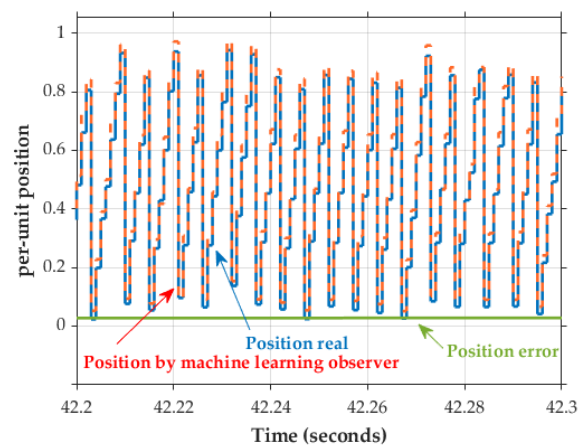 1
0.8
0.6
0.4
0.2
0
per-unit position
Position real
Position by machine learning observer
Position error
42.2 42.22 42.24 42.26 42.28 42.3
Time (seconds)